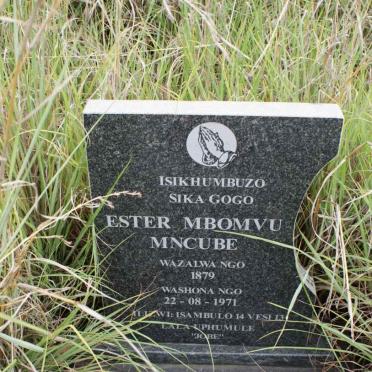 ISIKHUMBUZO
SIKA GOGO
ESTER MBOMVU
MNCUBE
WAZALWA NGO
1879
WASHONA NGO
22 - 08 - 1971
ISAMBULO 14 VESI 13
LALA UPHUMULE